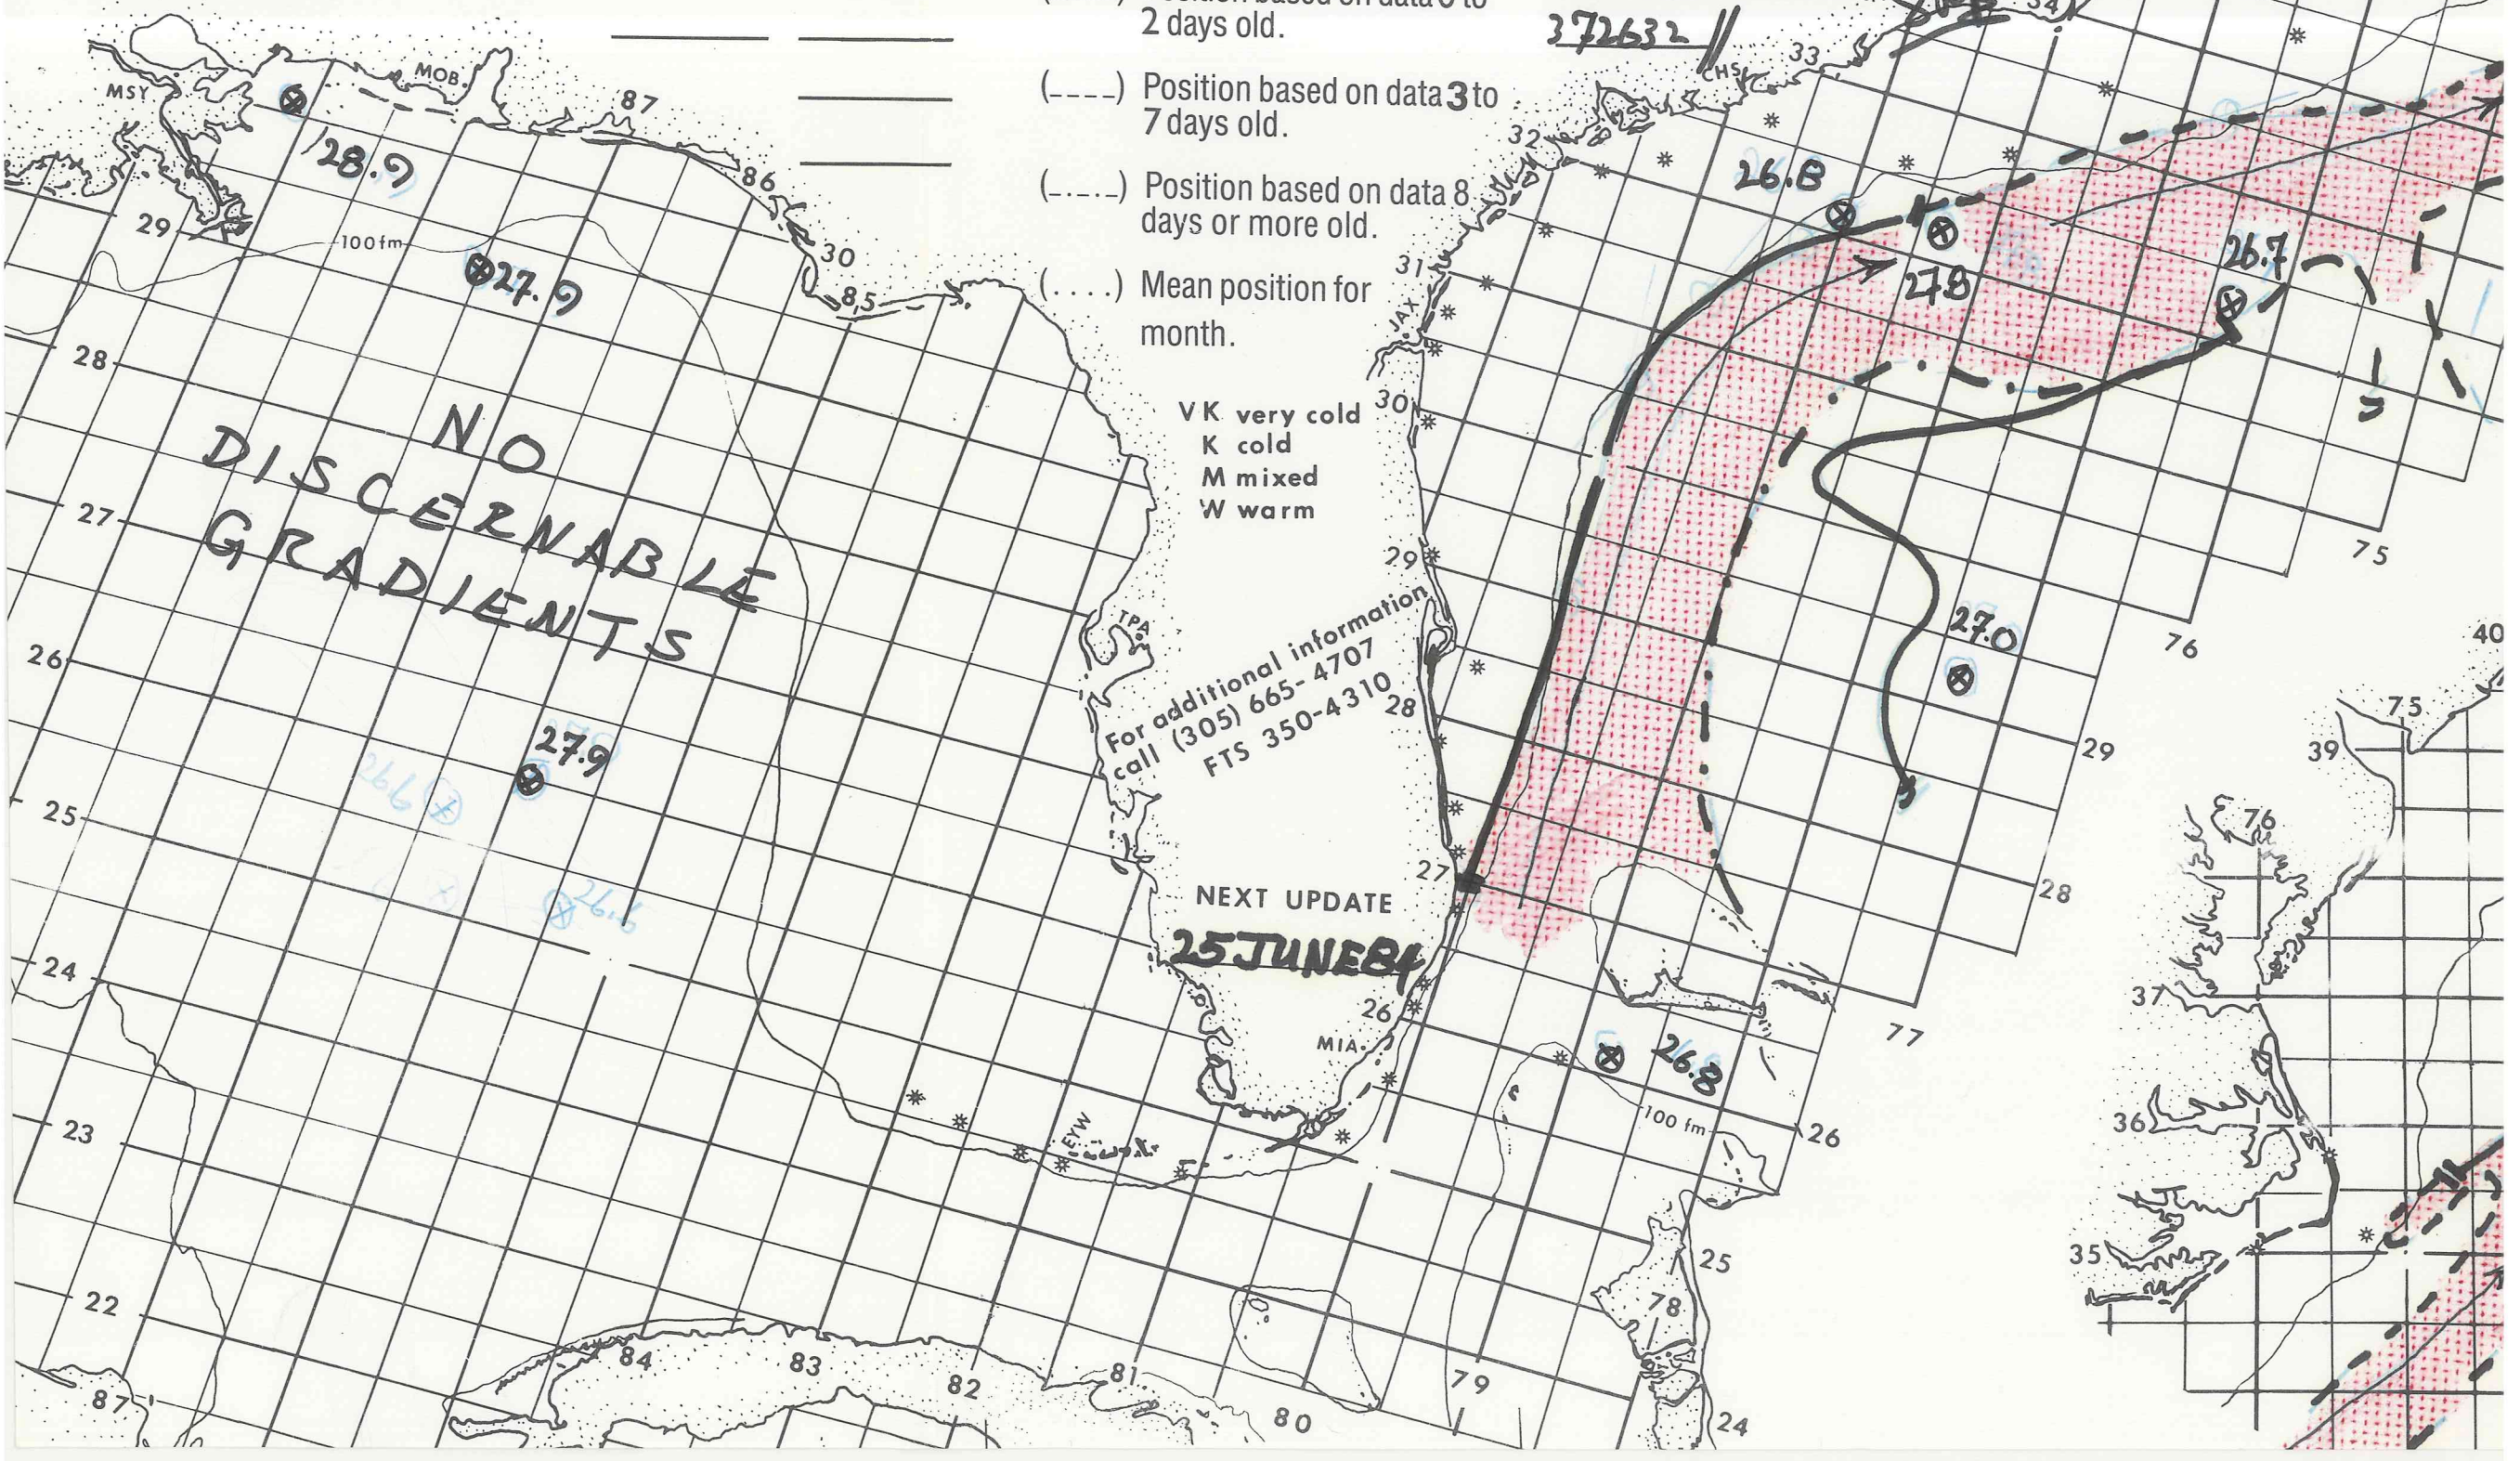 2 days old.
(----) Position based on data 3 to
7 days old.
(_._._) Position based on data 8
days or more old.
(....) Mean position for
month.
372632
VK very cold
K cold
M mixed
W warm
For additional information
call (305) 665-4707
FTS 350-4310
NEXT UPDATE
25 JUNE 84
NO
DISCERNABLE
GRADIENTS
MSY
MOB.
87
86
85
30
29
28
27
26
25
24
23
22
100 fm
28.9
27.9
27.9
CHS
JAX
TPA
MIA.
EYW
34
33
32
31
30
29
28
27
26
26.8
27.8
26.7
27.0
26.8
100 fm
75
76
77
29
28
26
25
24
78
79
80
81
82
83
84
87
40
75
39
76
37
36
35